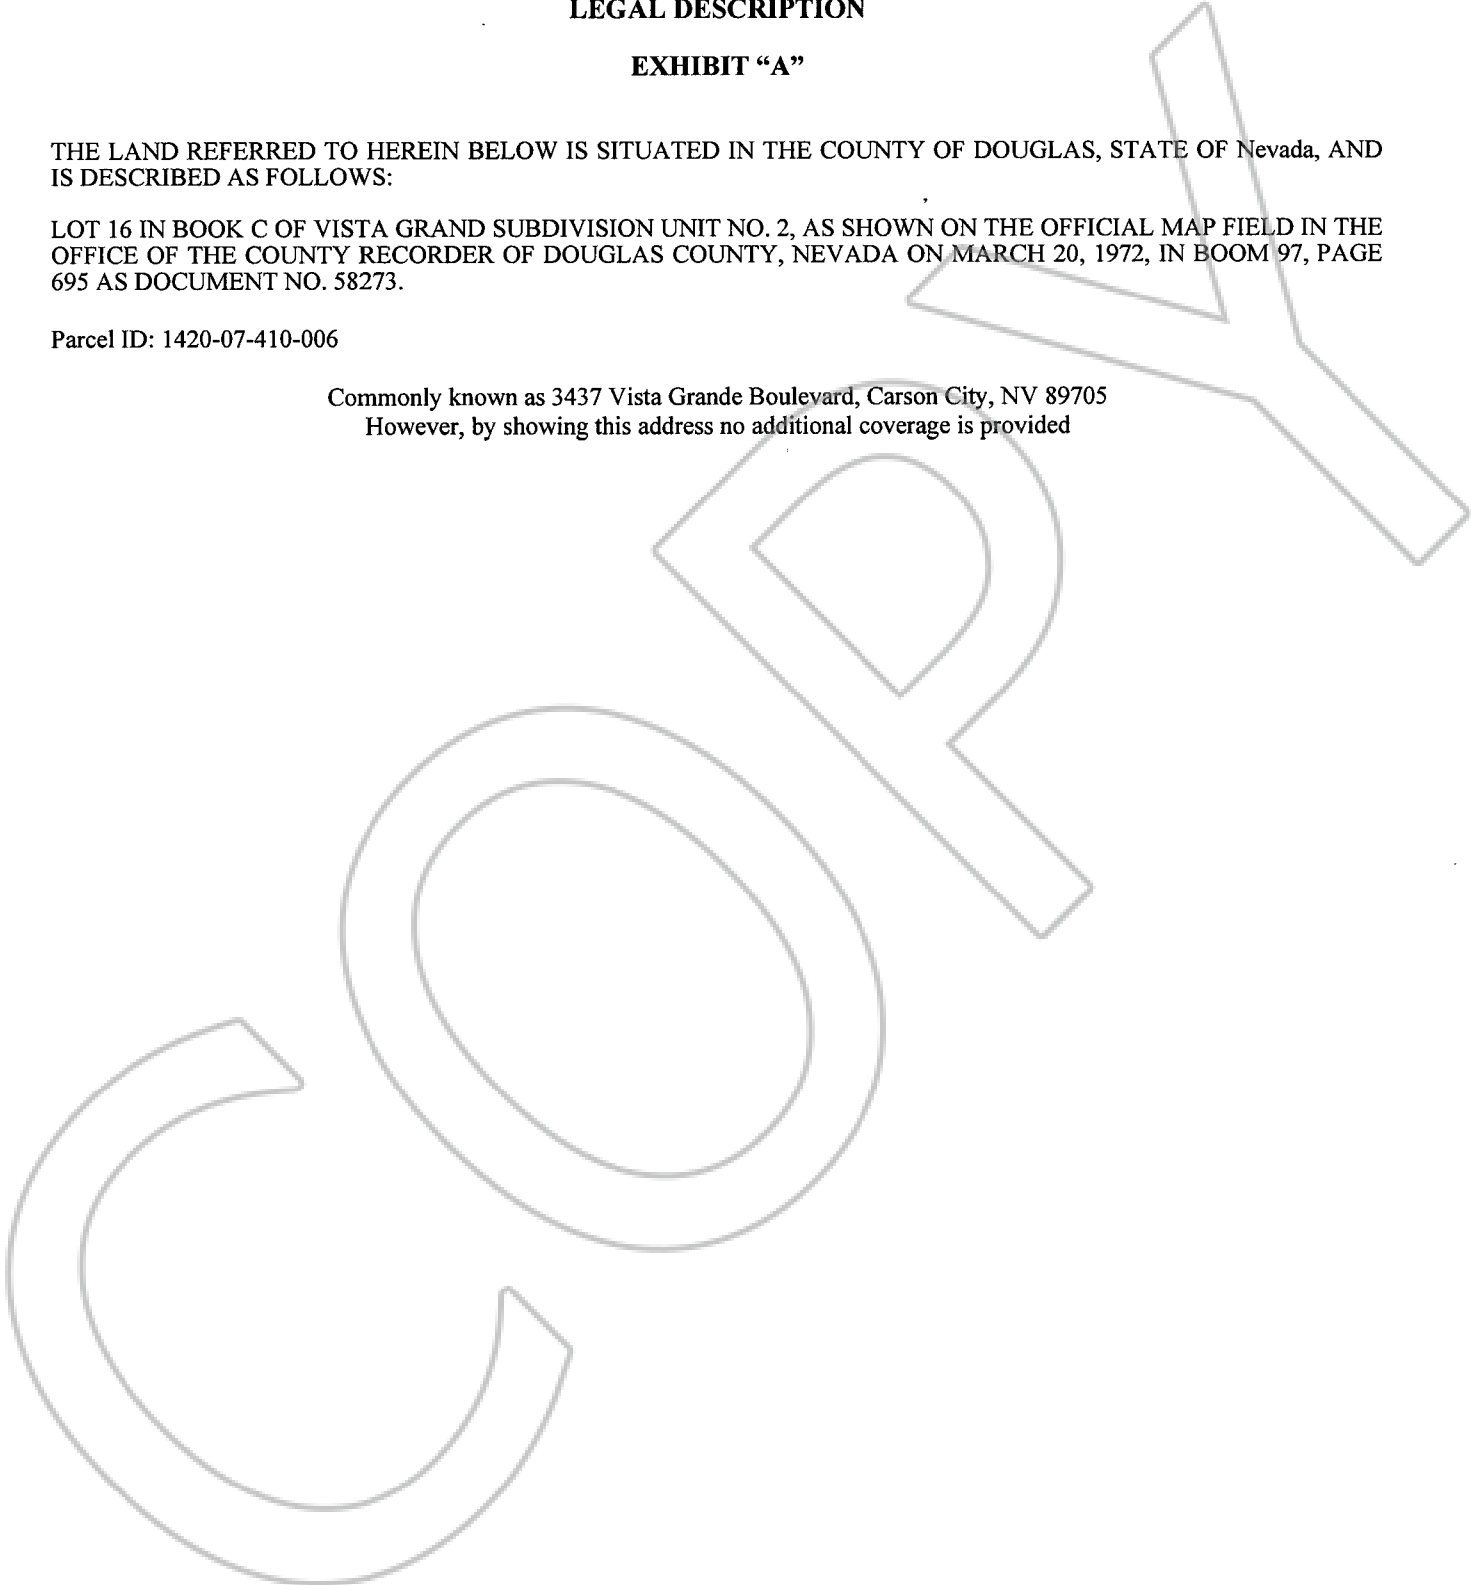 LEGAL DESCRIPTION
EXHIBIT “A”
THE LAND REFERRED TO HEREIN BELOW IS SITUATED IN THE COUNTY OF DOUGLAS, STATE OF Nevada, AND
IS DESCRIBED AS FOLLOWS:
LOT 16 IN BOOK C OF VISTA GRAND SUBDIVISION UNIT NO. 2, AS SHOWN ON THE OFFICIAL MAP FIELD IN THE
OFFICE OF THE COUNTY RECORDER OF DOUGLAS COUNTY, NEVADA ON MARCH 20, 1972, IN BOOM 97, PAGE
695 AS DOCUMENT NO. 58273.
Parcel ID: 1420-07-410-006
Commonly known as 3437 Vista Grande Boulevard, Carson City, NV 89705
However, by showing this address no additional coverage is provided
COPY